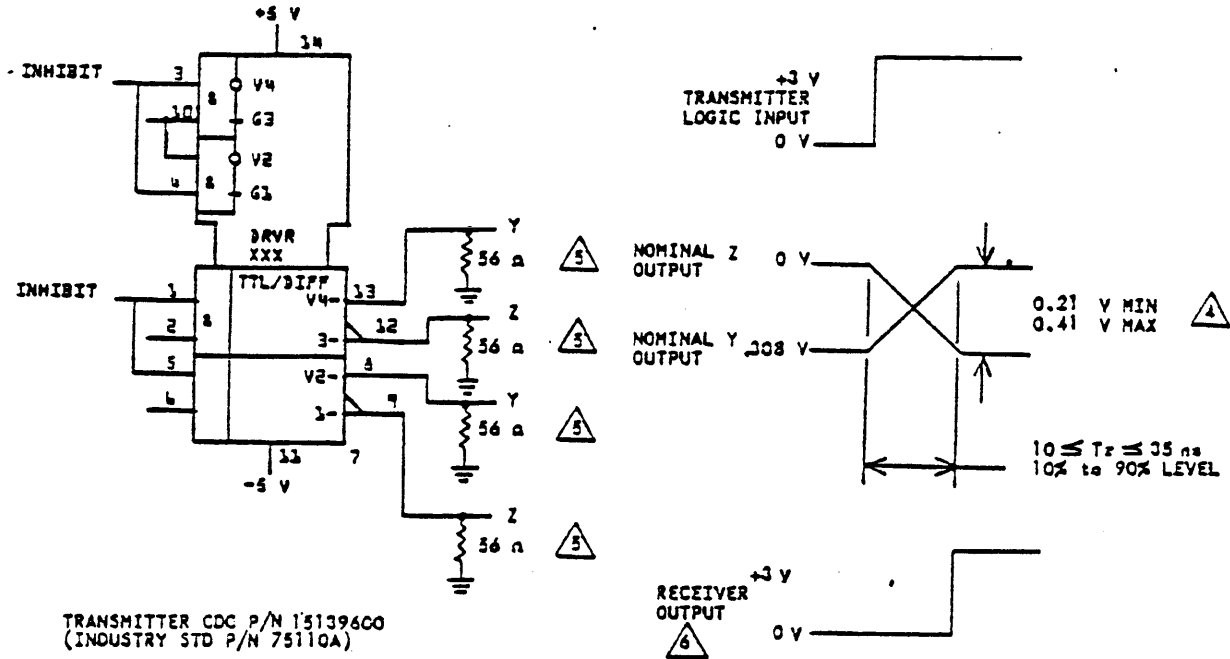 +5 V
14
INHIBIT
3
&
V4
10
G3
V2
4
&
G1
DRVR
XXX
TTL/DIFF
INHIBIT
1
&
2
5
6
V4
13
3
12
V2
8
1
9
11
7
-5 V
Y
56 Ω
5
Z
56 Ω
5
Y
56 Ω
5
Z
56 Ω
5
TRANSMITTER CDC P/N 15139600
(INDUSTRY STD P/N 75110A)
+3 V
TRANSMITTER
LOGIC INPUT
0 V
NOMINAL Z
OUTPUT
0 V
NOMINAL Y
OUTPUT
.308 V
0.21 V MIN
0.41 V MAX
4
10 ≤ Tr ≤ 35 ns
10% to 90% LEVEL
+3 V
RECEIVER
OUTPUT
6
0 V